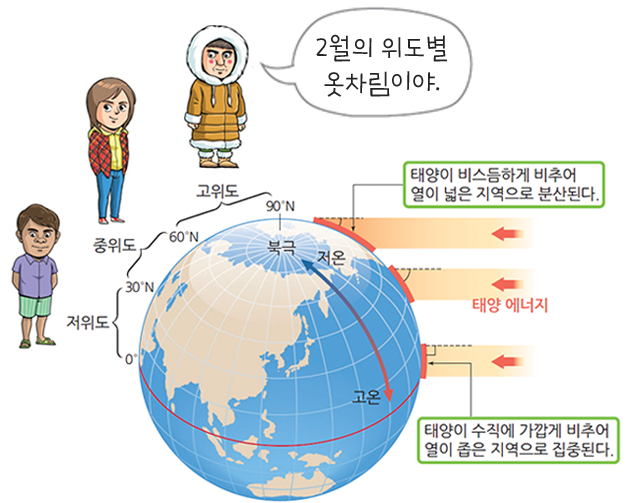 2월의 위도별
옷차림이야.
고위도
90°N
중위도
60°N
30°N
저위도
0°
북극
저온
고온
태양이 비스듬하게 비추어
열이 넓은 지역으로 분산된다.
태양 에너지
태양이 수직에 가깝게 비추어
열이 좁은 지역으로 집중된다.